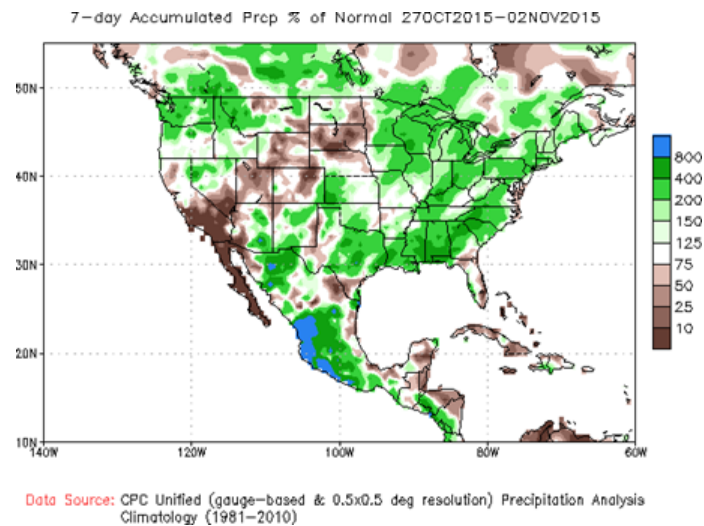 7-day Accumulated Prcp % of Normal 27OCT2015-02NOV2015
50N
40N
30N
20N
10N
140W
120W
100W
80W
60W
800
400
200
150
125
75
50
25
10
Data Source: CPC Unified (gauge-based & 0.5x0.5 deg resolution) Precipitation Analysis
Climatology (1981-2010)